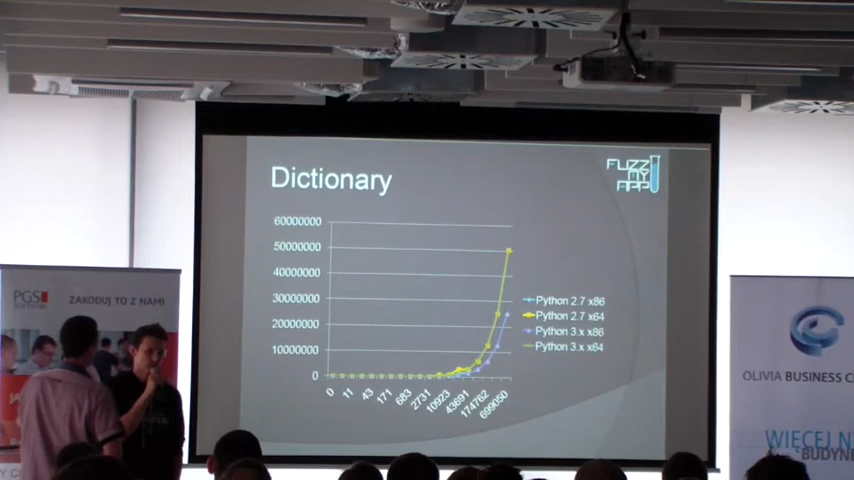 Dictionary
FUZZ
MY
APP
60000000
50000000
40000000
30000000
20000000
10000000
0
0
11
43
171
683
2731
10923
43691
174762
699050
Python 2.7 x86
Python 2.7 x64
Python 3.x x86
Python 3.x x64
PGS
SOFTWARE
ZAKODUJ TO Z NAMI
OLIVIA BUSINESS C
WIĘCEJ N
BUDYNE